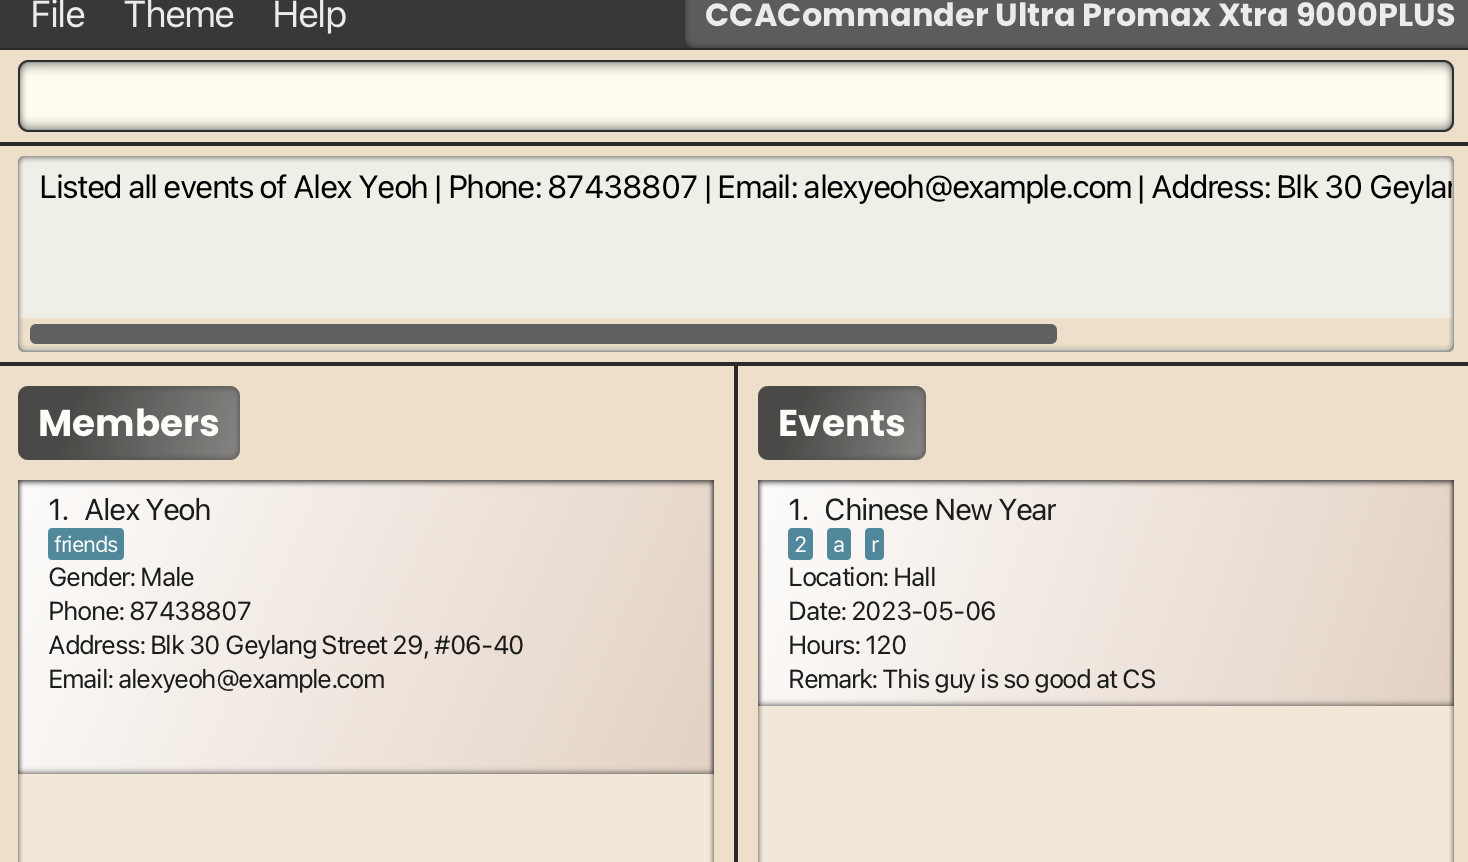 File Theme Help CCACommander Ultra Promax Xtra 9000PLUS
Listed all events of Alex Yeoh | Phone: 87438807 | Email: alexyeoh@example.com | Address: Blk 30 Geylan
Members
1. Alex Yeoh
friends
Gender: Male
Phone: 87438807
Address: Blk 30 Geylang Street 29, #06-40
Email: alexyeoh@example.com
Events
1. Chinese New Year
2 a r
Location: Hall
Date: 2023-05-06
Hours: 120
Remark: This guy is so good at CS